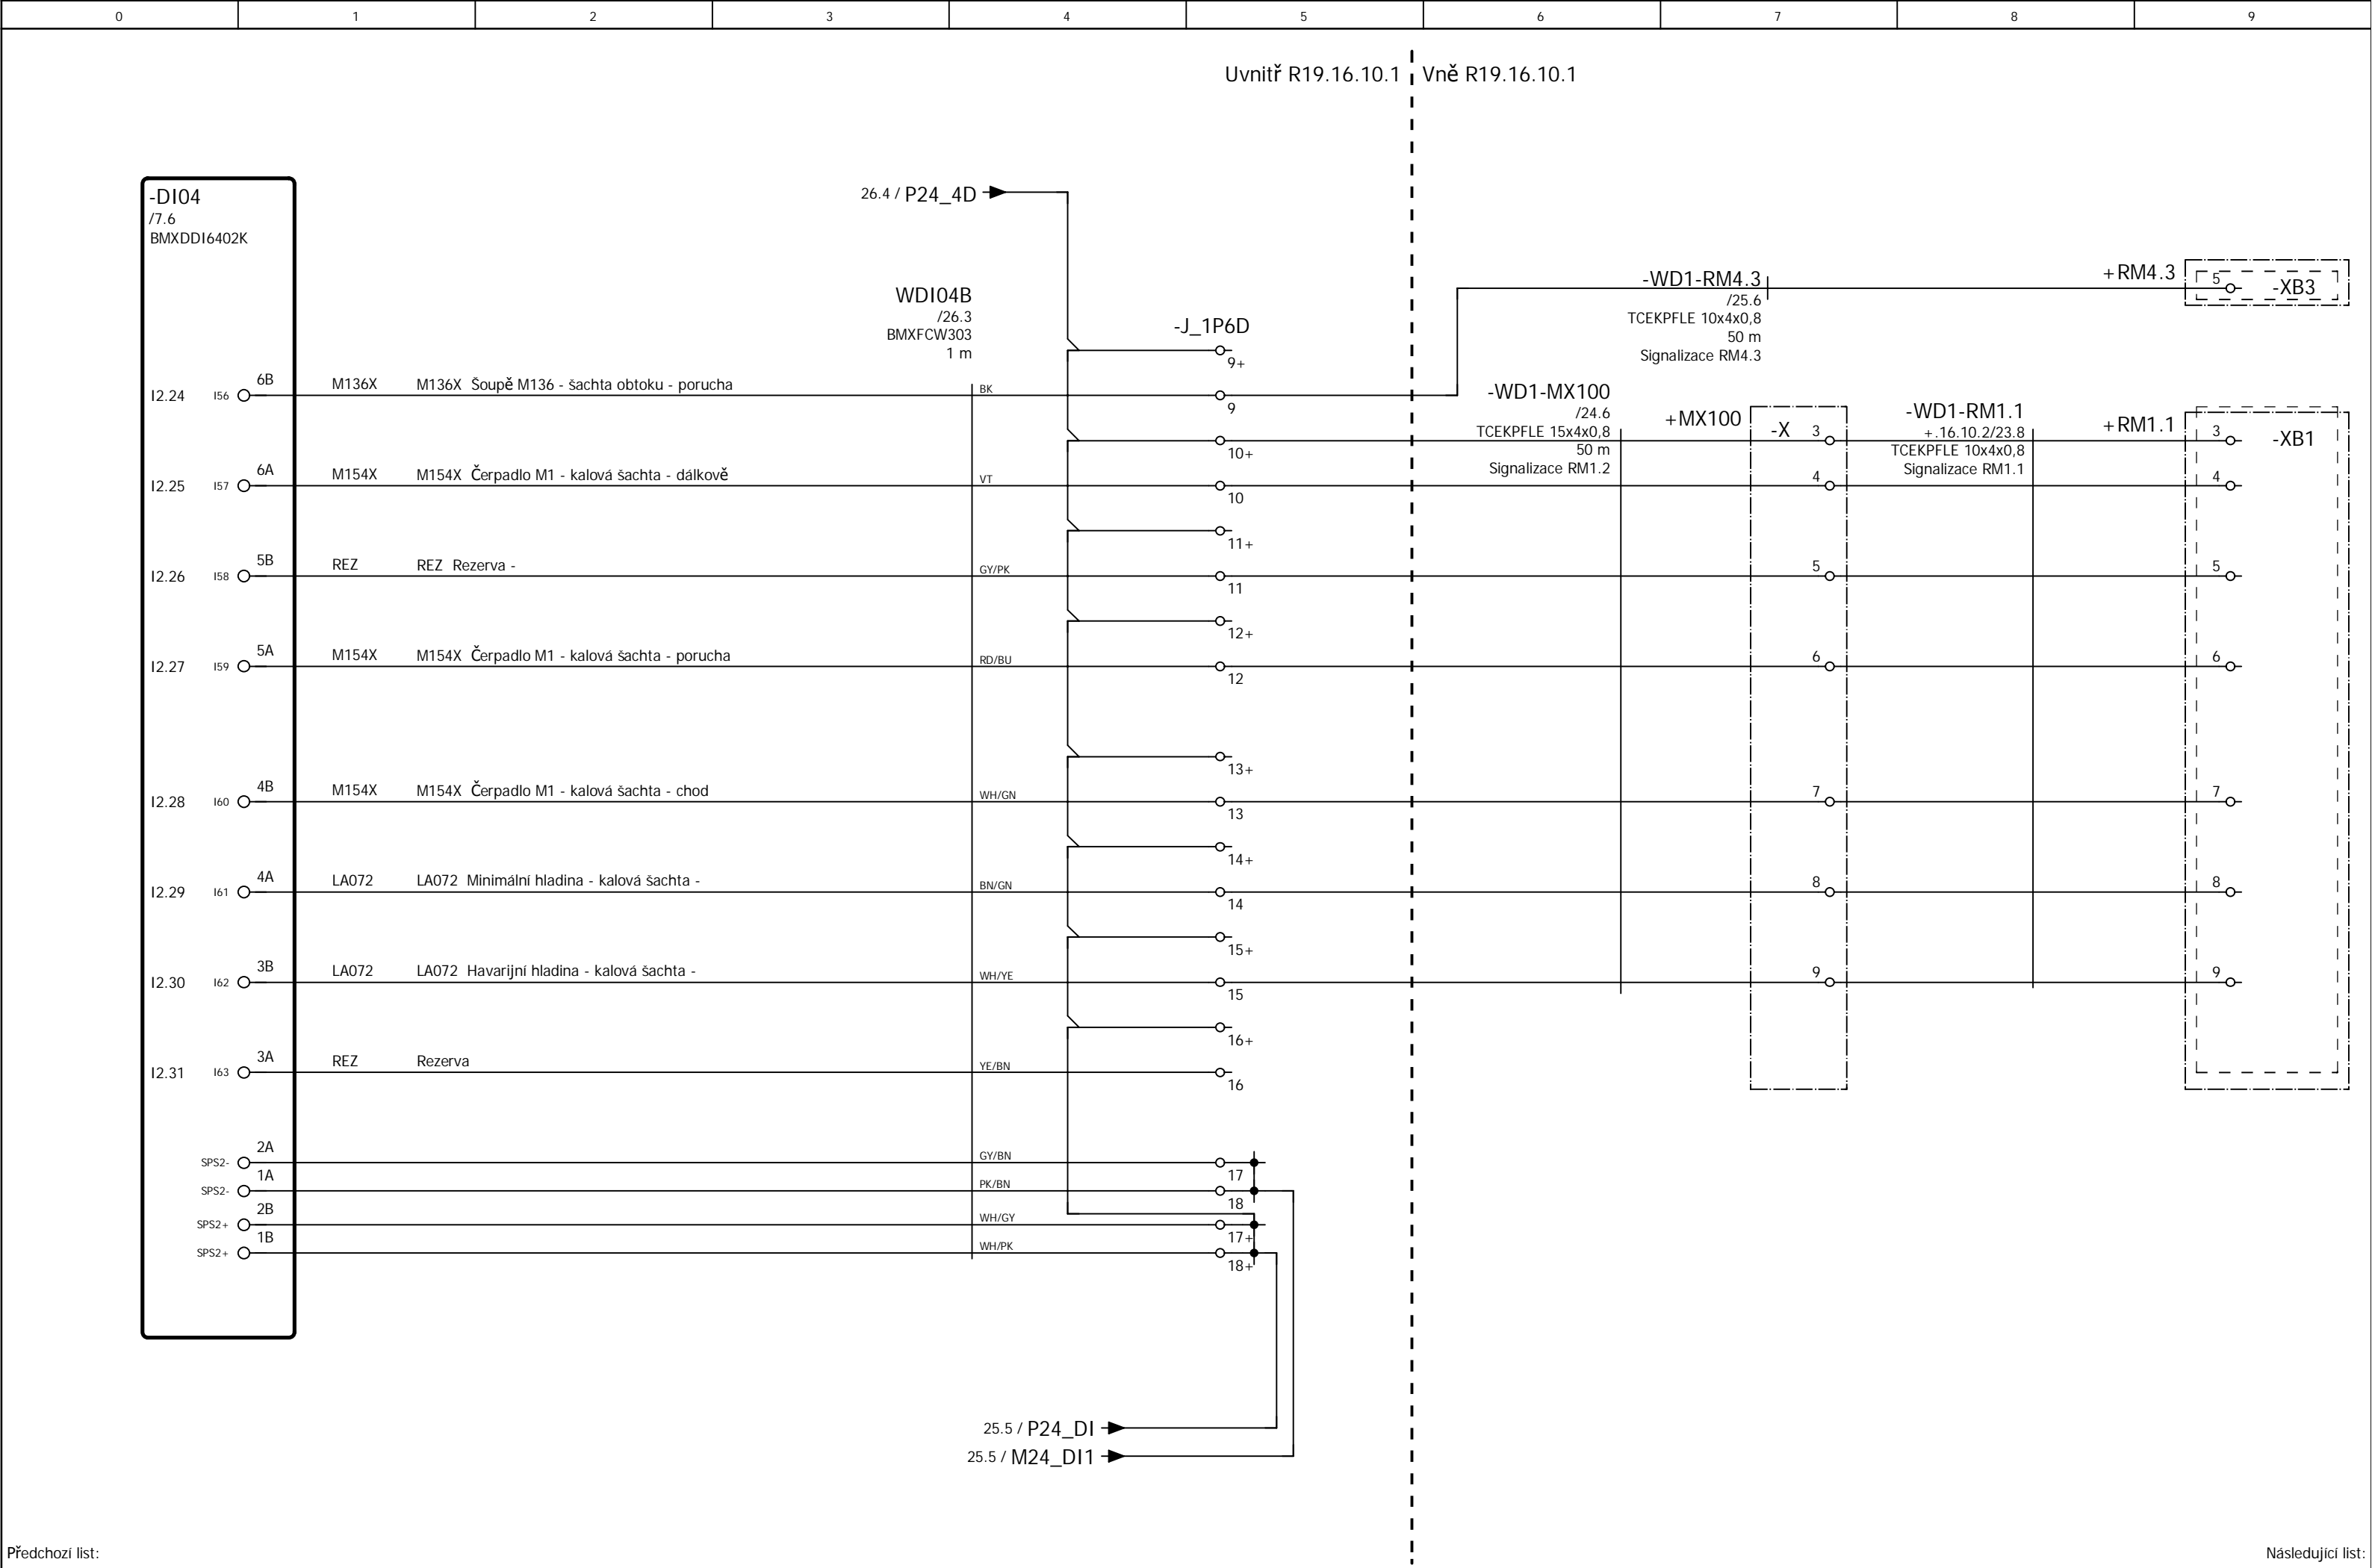 0 1 2 3 4 5 6 7 8 9
Uvnitř R19.16.10.1 Vně R19.16.10.1
-DI04
/7.6
BMXDDI6402K
26.4 / P24_4D
WDI04B
/26.3
BMXFCW303
1 m
-J_1P6D
-WD1-RM4.3
/25.6
TCEKPFLE 10x4x0,8
50 m
Signalizace RM4.3
+RM4.3
5
-XB3
-WD1-MX100
/24.6
TCEKPFLE 15x4x0,8
50 m
Signalizace RM1.2
+MX100
-X
-WD1-RM1.1
+.16.10.2/23.8
TCEKPFLE 10x4x0,8
Signalizace RM1.1
+RM1.1
-XB1
9+
I2.24 I56 6B M136X M136X Šoupě M136 - šachta obtoku - porucha BK 9
10+ 3 3
I2.25 I57 6A M154X M154X Čerpadlo M1 - kalová šachta - dálkově VT 10 4 4
11+
I2.26 I58 5B REZ REZ Rezerva - GY/PK 11 5 5
12+
I2.27 I59 5A M154X M154X Čerpadlo M1 - kalová šachta - porucha RD/BU 12 6 6
13+
I2.28 I60 4B M154X M154X Čerpadlo M1 - kalová šachta - chod WH/GN 13 7 7
14+
I2.29 I61 4A LA072 LA072 Minimální hladina - kalová šachta - BN/GN 14 8 8
15+
I2.30 I62 3B LA072 LA072 Havarijní hladina - kalová šachta - WH/YE 15 9 9
16+
I2.31 I63 3A REZ Rezerva YE/BN 16
SPS2- 2A GY/BN 17
SPS2- 1A PK/BN 18
SPS2+ 2B WH/GY 17+
SPS2+ 1B WH/PK 18+
25.5 / P24_DI
25.5 / M24_DI1
Předchozí list: Následující list: